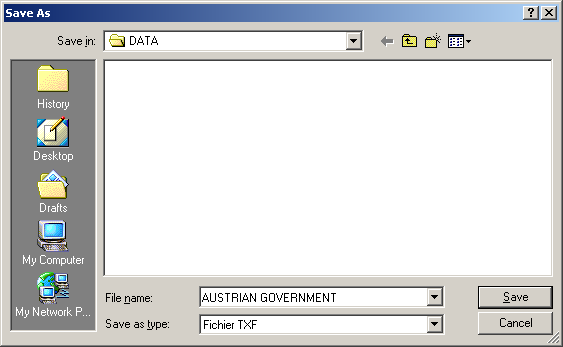 Save As
Save in: DATA
History
Desktop
Drafts
My Computer
My Network P...
File name: AUSTRIAN GOVERNMENT Save
Save as type: Fichier TXF Cancel